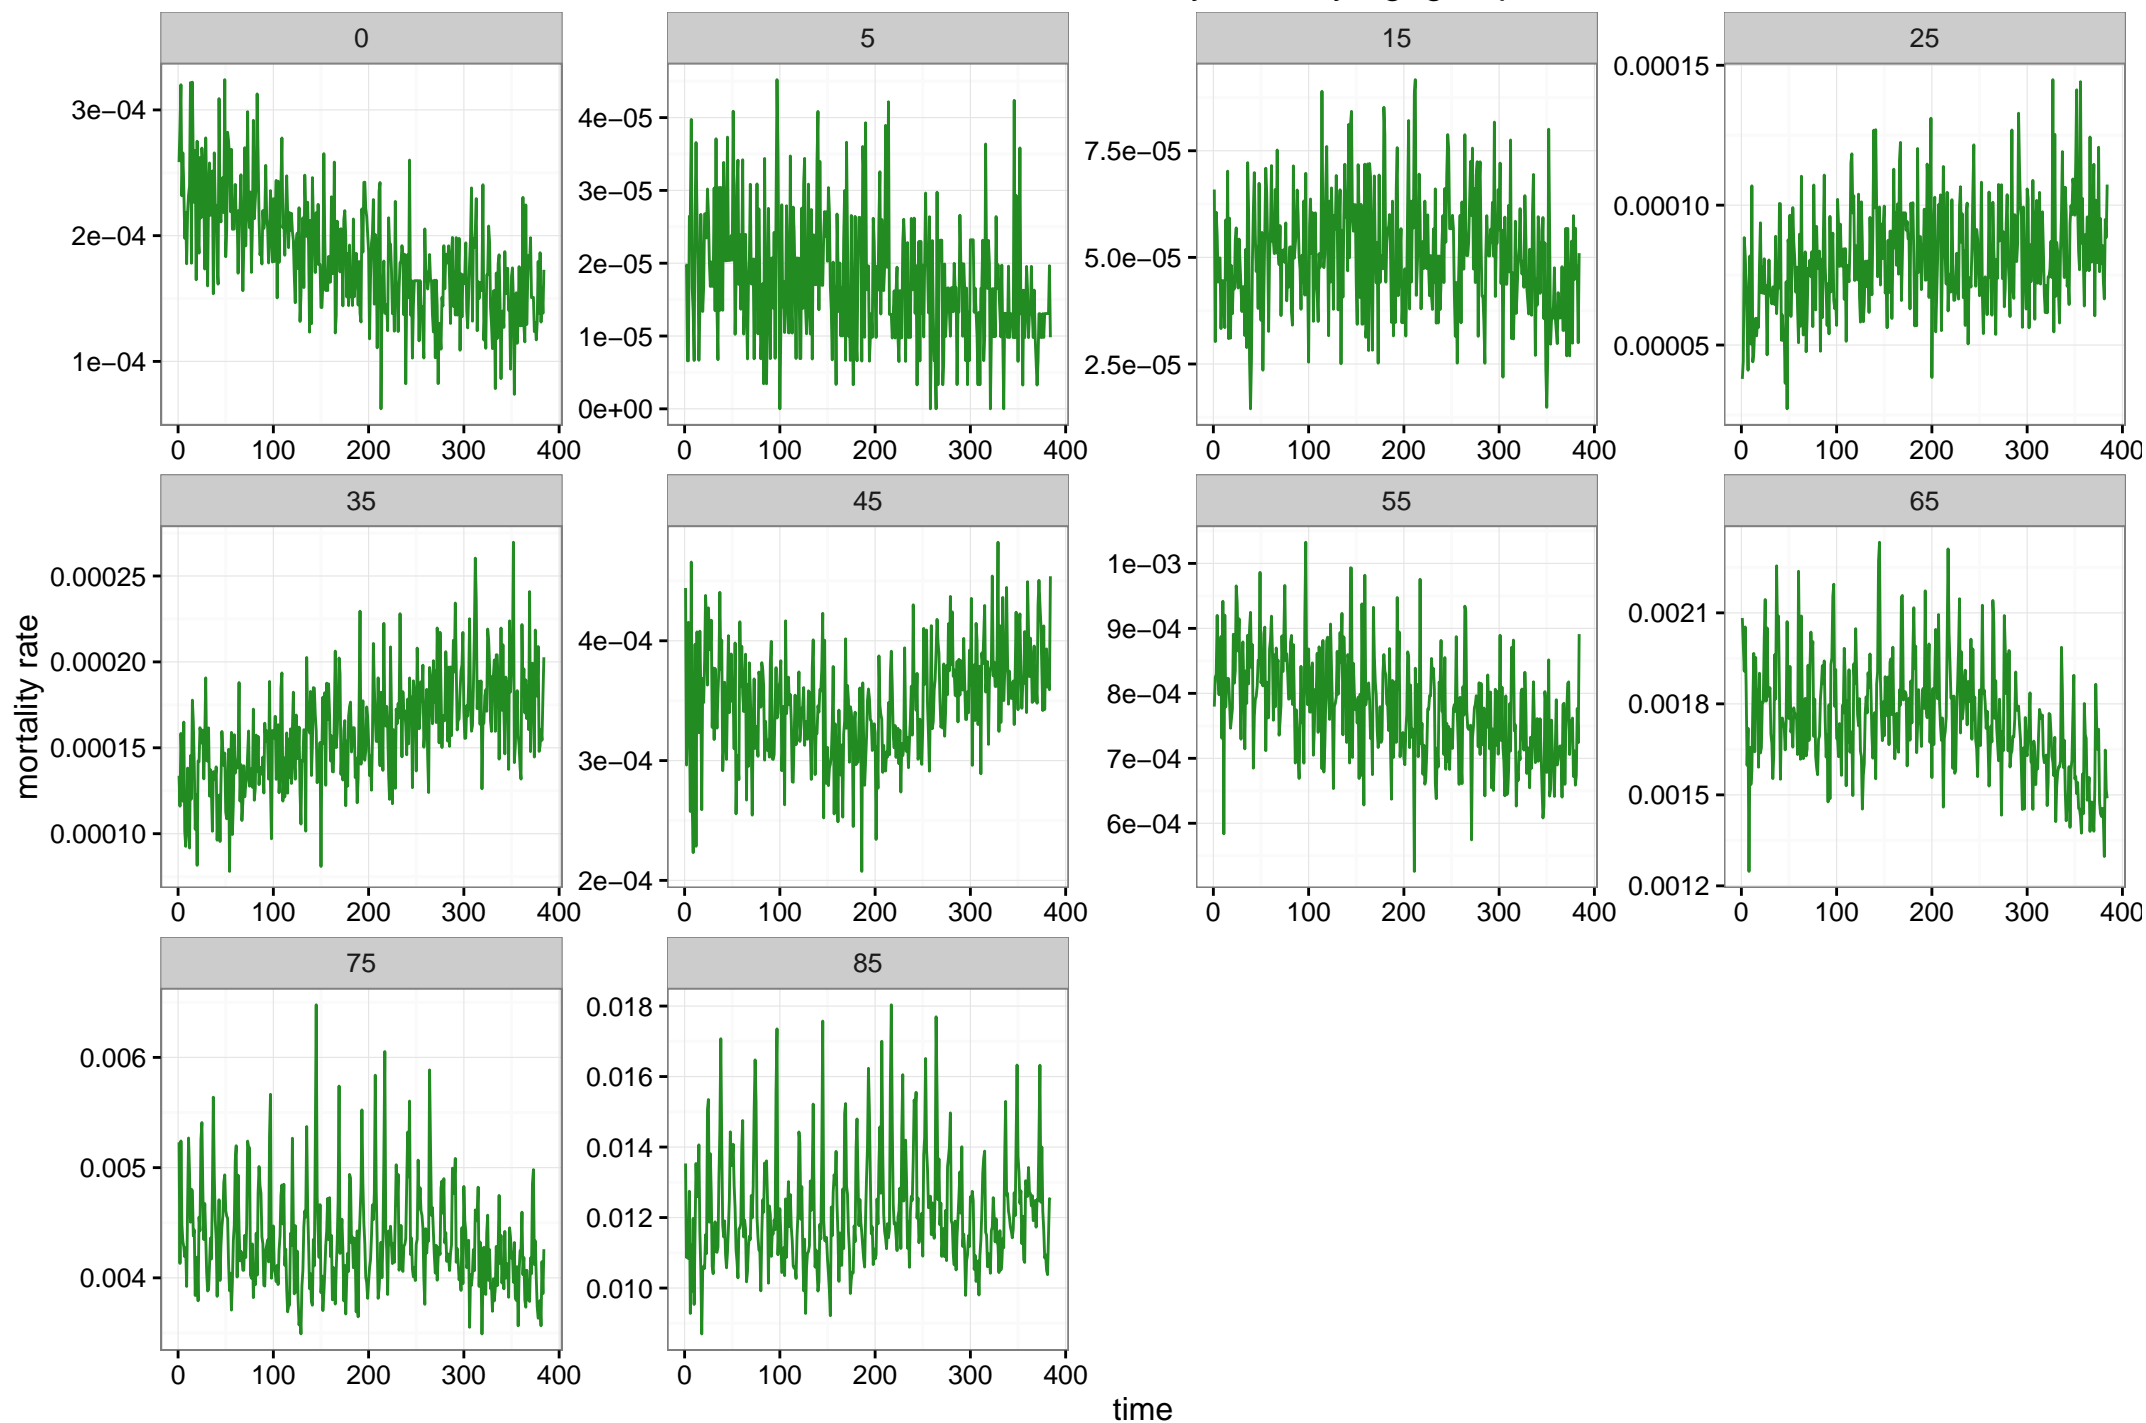 0 5 15 25
3e−04
2e−04
1e−04
0 100 200 300 400
4e−05
3e−05
2e−05
1e−05
0e+00
0 100 200 300 400
7.5e−05
5.0e−05
2.5e−05
0 100 200 300 400
0.00015
0.00010
0.00005
0 100 200 300 400
35 45 55 65
0.00025
0.00020
0.00015
0.00010
0 100 200 300 400
4e−04
3e−04
2e−04
0 100 200 300 400
1e−03
9e−04
8e−04
7e−04
6e−04
0 100 200 300 400
0.0021
0.0018
0.0015
0.0012
0 100 200 300 400
75 85
0.006
0.005
0.004
0 100 200 300 400
0.018
0.016
0.014
0.012
0.010
0 100 200 300 400
mortality rate
time